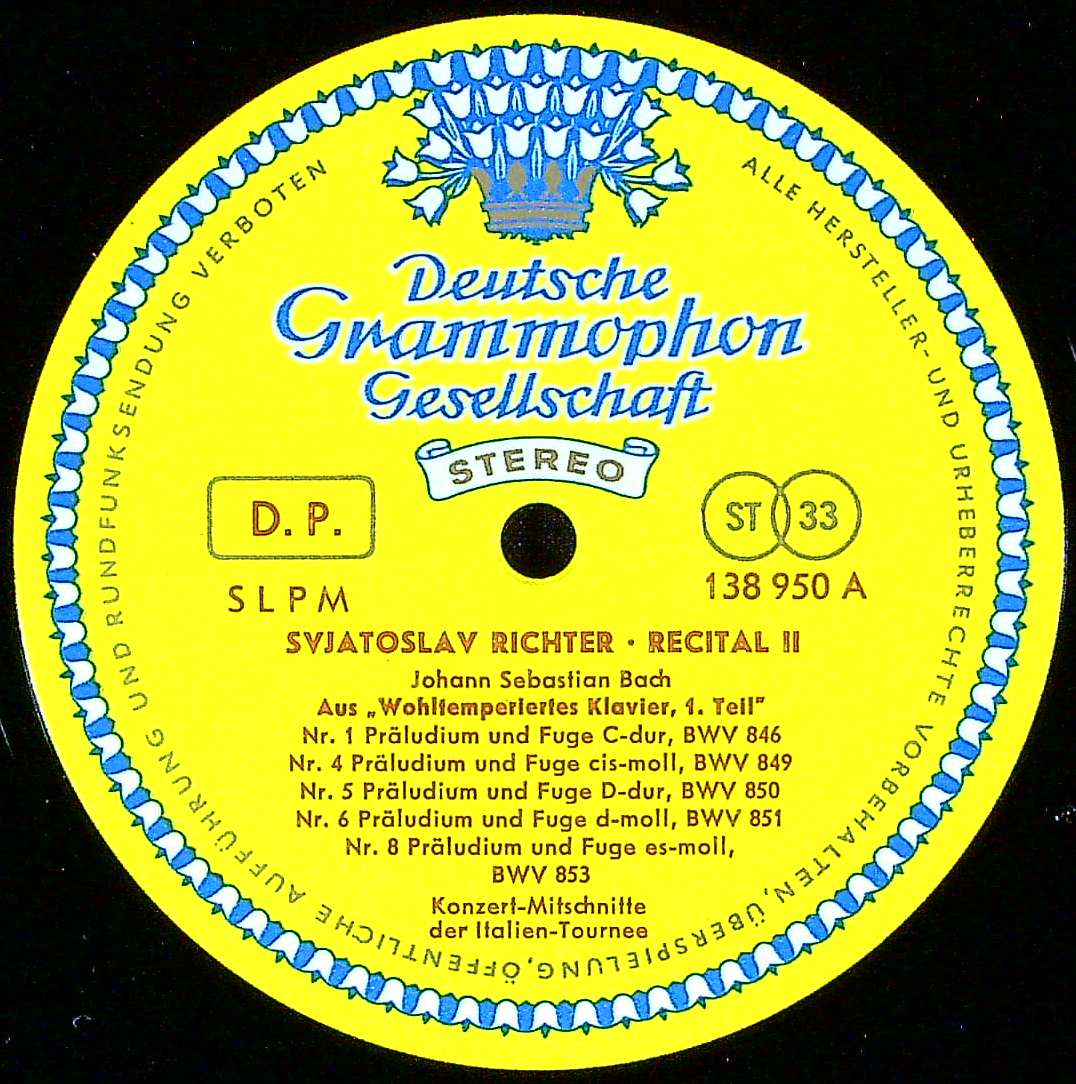 Deutsche
Grammophon
Gesellschaft
STEREO
D. P.
ST 33
SLPM
138 950 A
SVJATOSLAV RICHTER · RECITAL II
Johann Sebastian Bach
Aus „Wohltemperiertes Klavier, 1. Teil"
Nr. 1 Präludium und Fuge C-dur, BWV 846
Nr. 4 Präludium und Fuge cis-moll, BWV 849
Nr. 5 Präludium und Fuge D-dur, BWV 850
Nr. 6 Präludium und Fuge d-moll, BWV 851
Nr. 8 Präludium und Fuge es-moll,
BWV 853
Konzert-Mitschnitte
der Italien-Tournee
ALLE HERSTELLER- UND URHEBERRECHTE VORBEHALTEN, ÜBERSPIELUNG, ÖFFENTLICHE AUFFÜHRUNG UND RUNDFUNKSENDUNG VERBOTEN